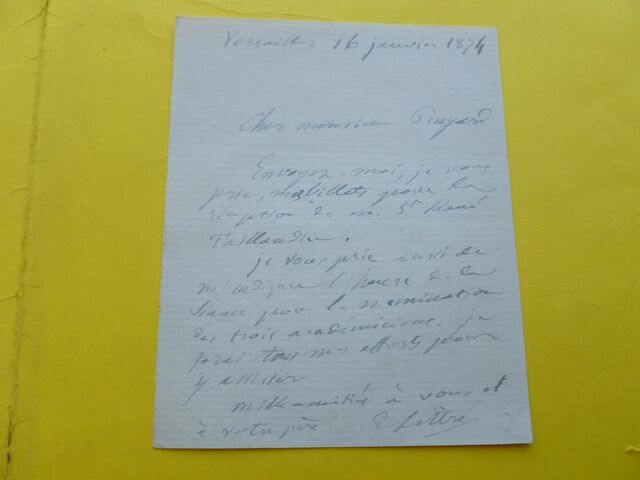 Versailles 16 janvier 1874
Cher monsieur Pingard
Envoyez-moi, je vous
prie, mes billets pour la
réception de m. St René
Taillandier.
je vous prie aussi de
m'indiquer l'heure de la
séance pour la nomination
des trois académiciens. je
ferai tous mes efforts pour
y assister
mille amitiés à vous et
à votre père E Littré